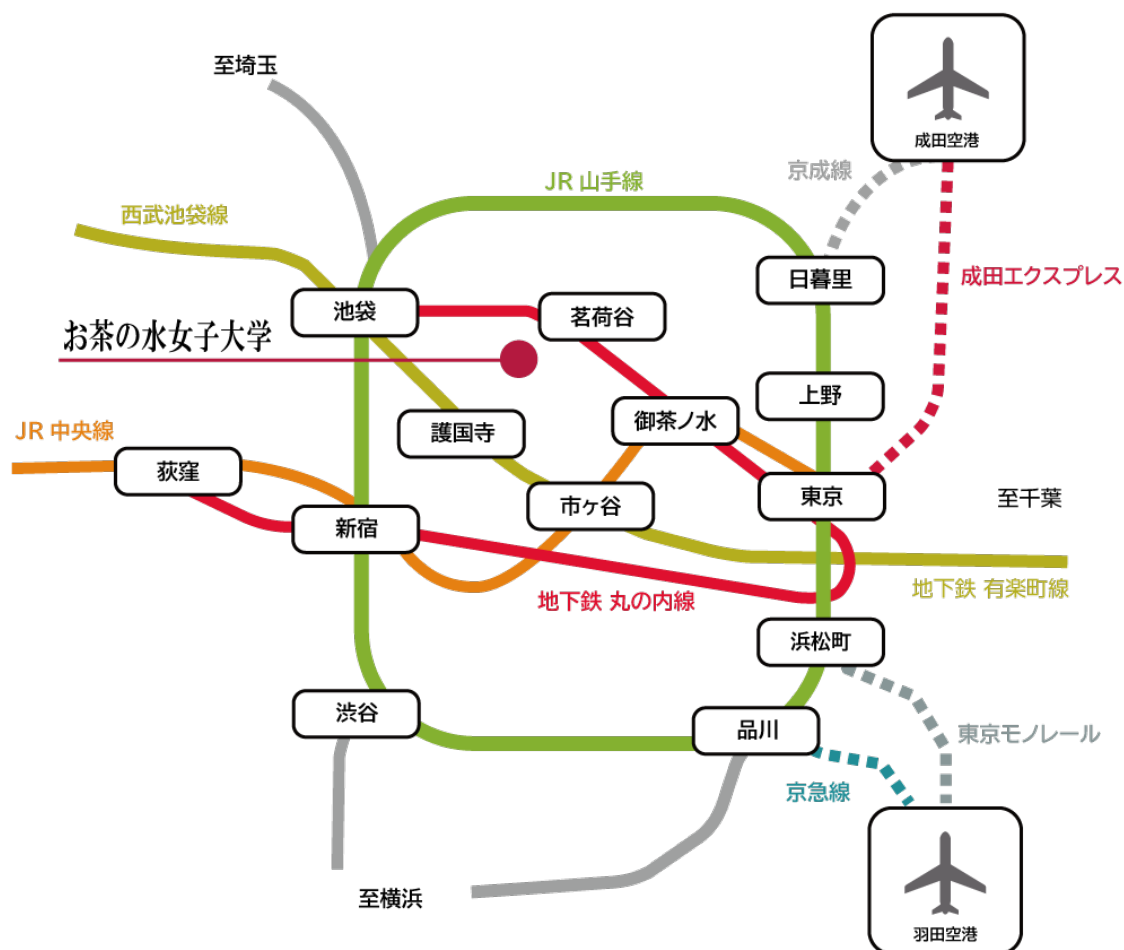 至埼玉
成田空港
京成線
JR 山手線
西武池袋線
日暮里
成田エクスプレス
池袋
茗荷谷
お茶の水女子大学
上野
護国寺
御茶ノ水
JR 中央線
荻窪
新宿
市ヶ谷
東京
至千葉
地下鉄 丸の内線
地下鉄 有楽町線
浜松町
渋谷
品川
東京モノレール
京急線
至横浜
羽田空港